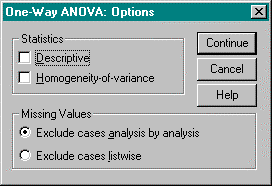 One-Way ANOVA: Options
Statistics
Descriptive
Homogeneity-of-variance
Continue
Cancel
Help
Missing Values
Exclude cases analysis by analysis
Exclude cases listwise